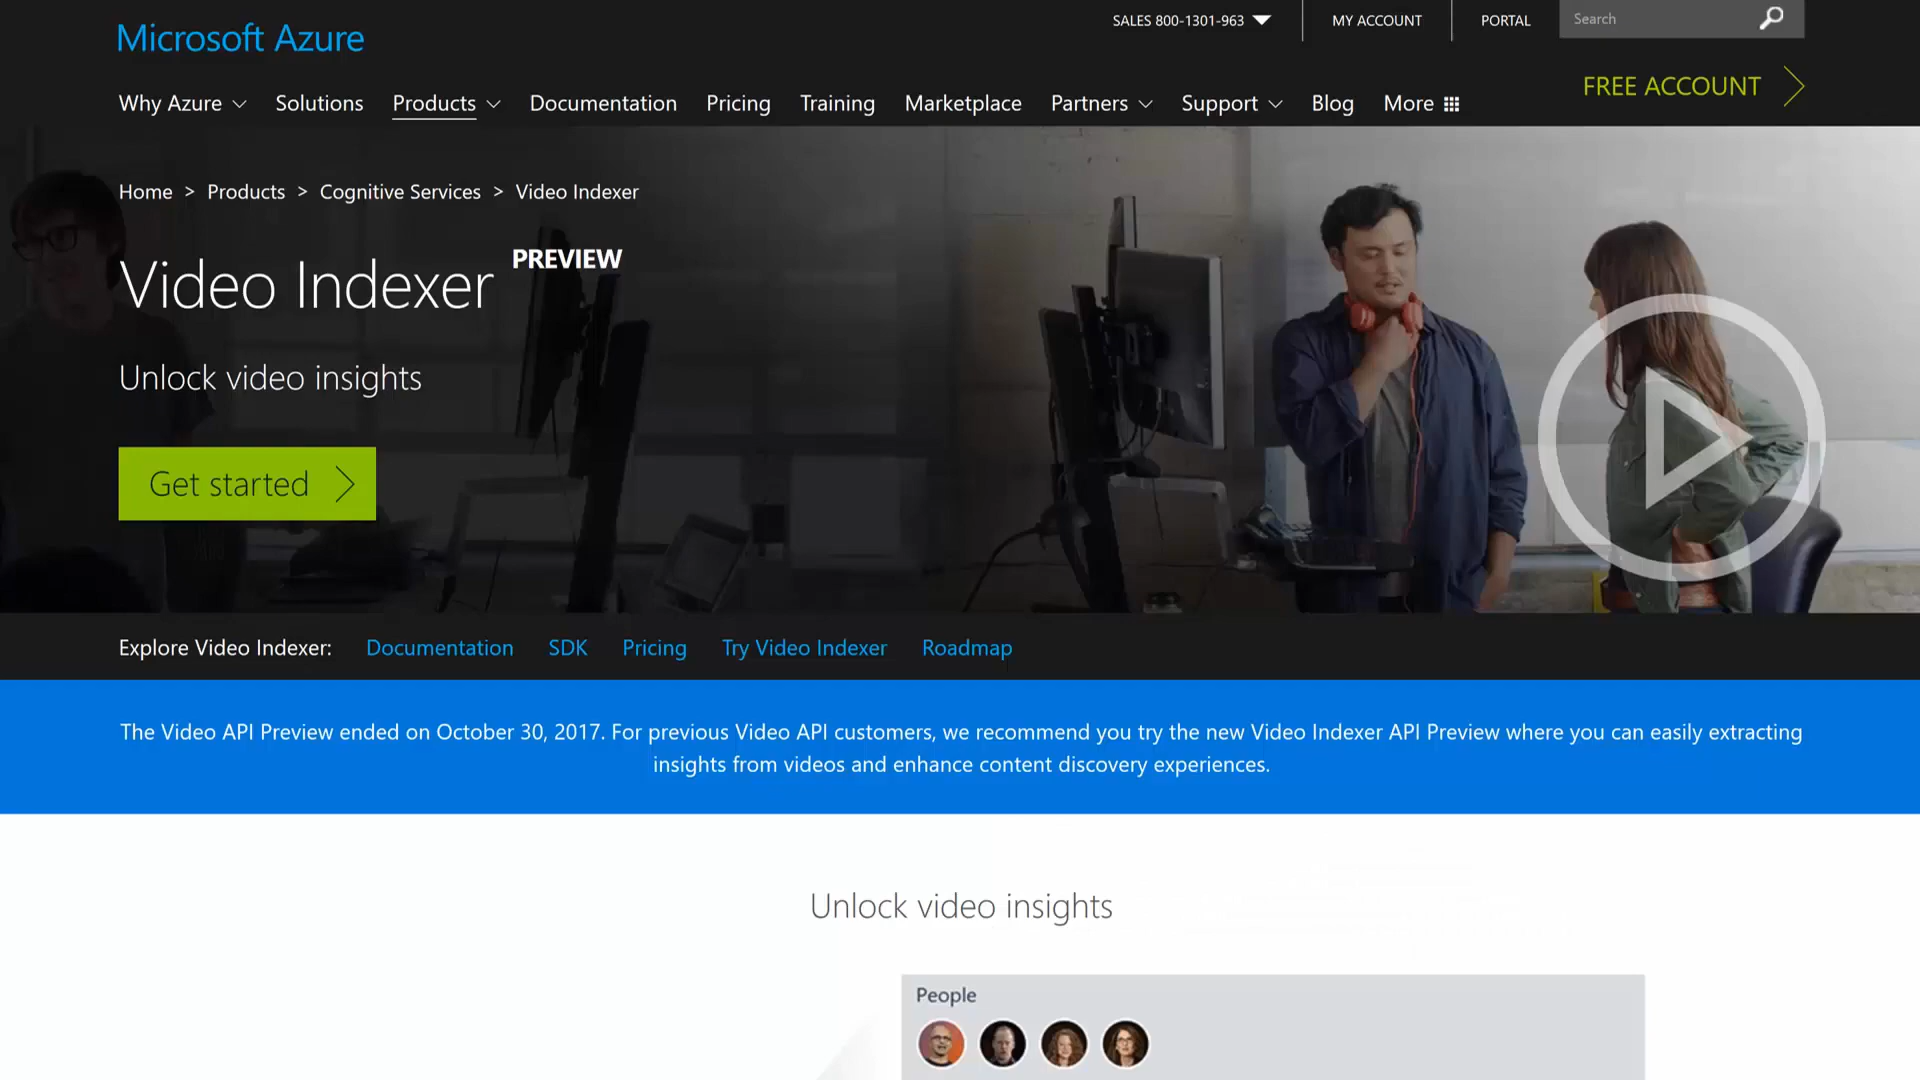 Microsoft Azure
SALES 800-1301-963
MY ACCOUNT
PORTAL
Search
FREE ACCOUNT
Why Azure
Solutions
Products
Documentation
Pricing
Training
Marketplace
Partners
Support
Blog
More
Home > Products > Cognitive Services > Video Indexer
Video Indexer PREVIEW
Unlock video insights
Get started
Explore Video Indexer: Documentation SDK Pricing Try Video Indexer Roadmap
The Video API Preview ended on October 30, 2017. For previous Video API customers, we recommend you try the new Video Indexer API Preview where you can easily extracting
insights from videos and enhance content discovery experiences.
Unlock video insights
People